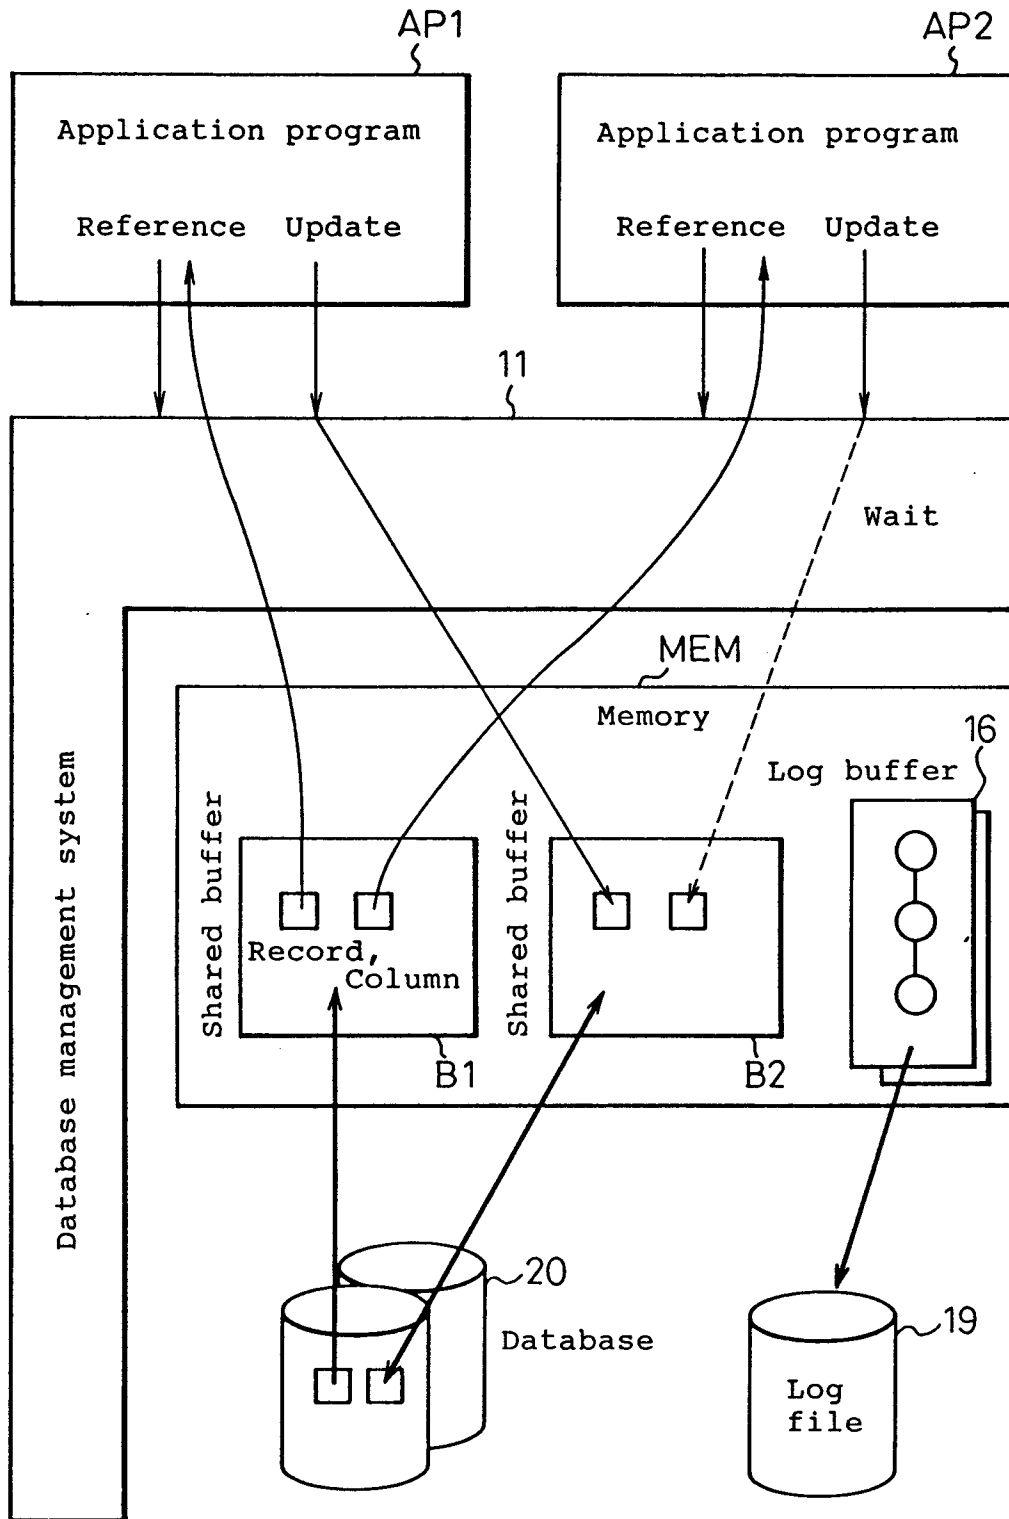 AP1
AP2
Application program
Application program
Reference Update
Reference Update
11
Wait
MEM
Memory
16
Log buffer
Database management system
Shared buffer
Shared buffer
Record,
Column
B1
B2
20
Database
19
Log
file